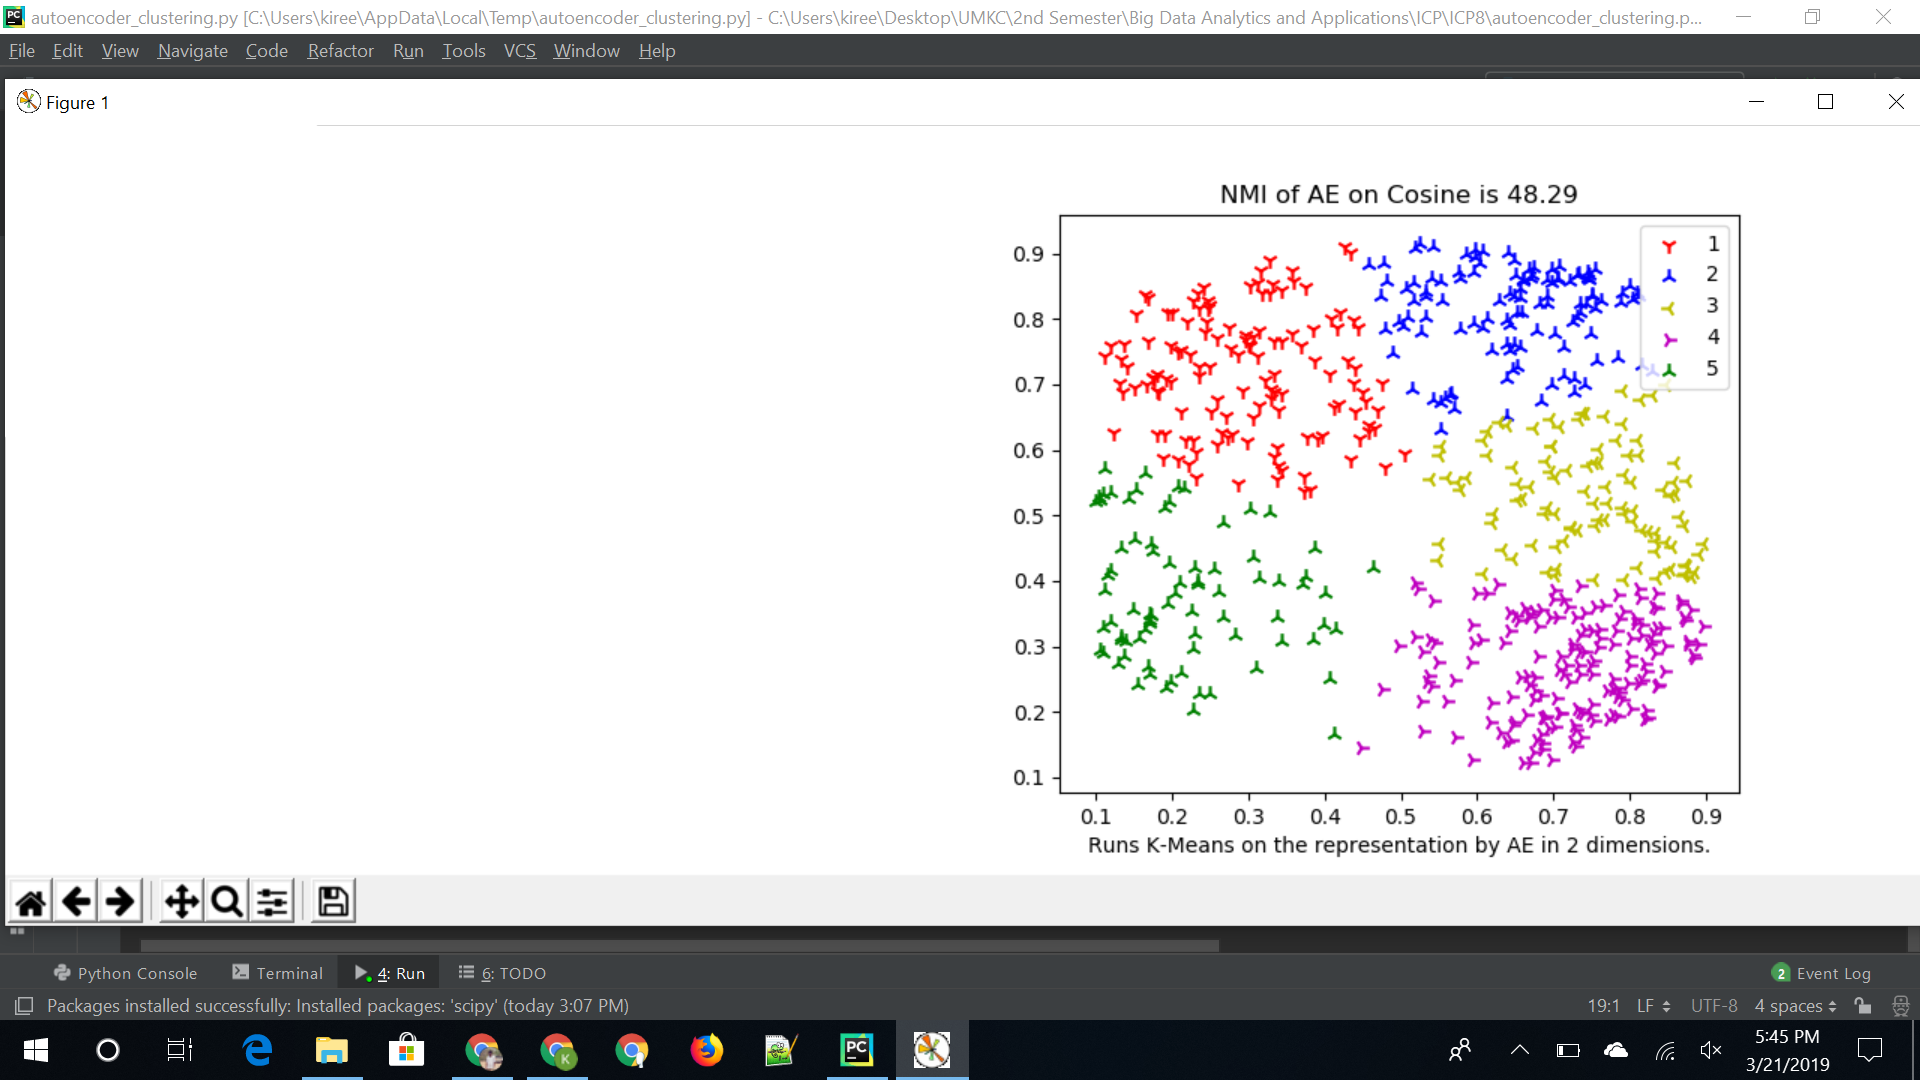 PC autoencoder_clustering.py [C:\Users\kiree\AppData\Local\Temp\autoencoder_clustering.py] - C:\Users\kiree\Desktop\UMKC\2nd Semester\Big Data Analytics and Applications\ICP\ICP8\autoencoder_clustering.p...
File Edit View Navigate Code Refactor Run Tools VCS Window Help
Figure 1
NMI of AE on Cosine is 48.29
1
2
3
4
5
0.9
0.8
0.7
0.6
0.5
0.4
0.3
0.2
0.1
0.1 0.2 0.3 0.4 0.5 0.6 0.7 0.8 0.9
Runs K-Means on the representation by AE in 2 dimensions.
Python Console Terminal 4: Run 6: TODO 2 Event Log
Packages installed successfully: Installed packages: 'scipy' (today 3:07 PM) 19:1 LF UTF-8 4 spaces
K PC 5:45 PM
3/21/2019